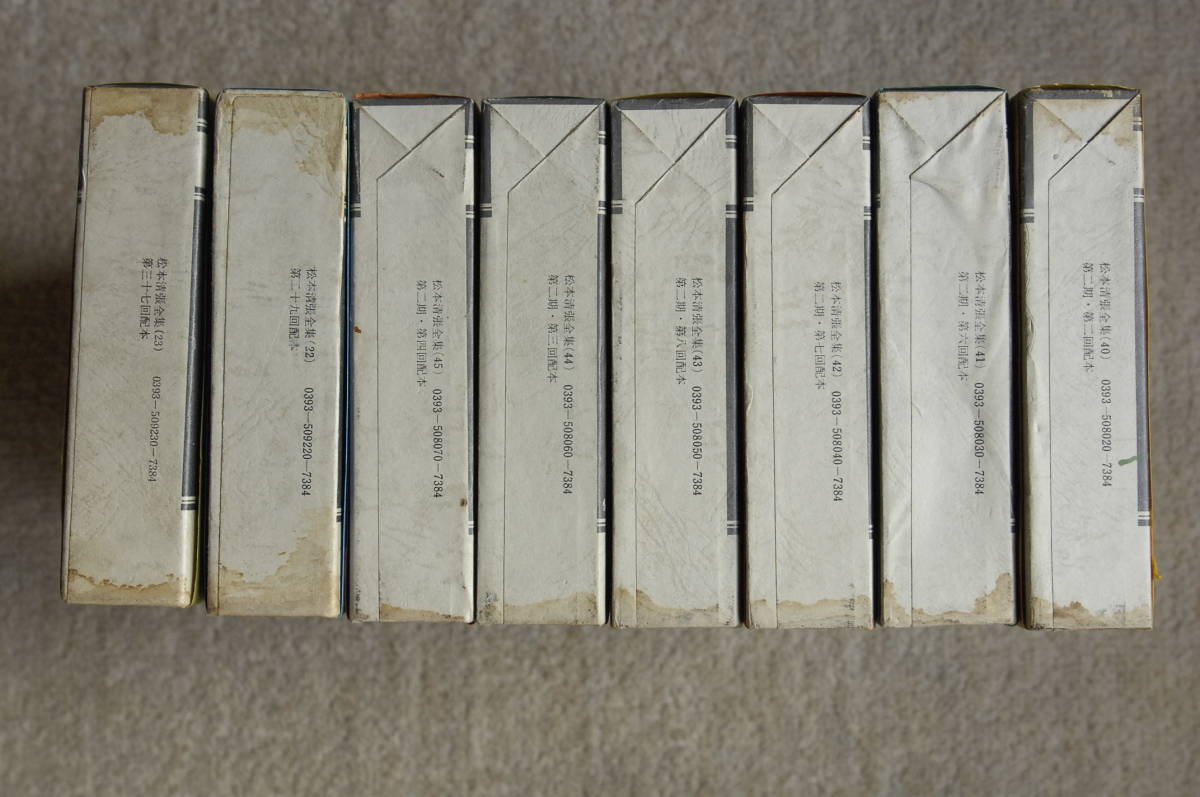 松本清張全集(23)　0393―509230―7384
第三十七回配本
松本清張全集(22)　0393―509220―7384
第二十九回配本
松本清張全集(45)　0393―508070―7384
第二期・第四回配本
松本清張全集(44)　0393―508060―7384
第二期・第三回配本
松本清張全集(43)　0393―508050―7384
第二期・第八回配本
松本清張全集(42)　0393―508040―7384
第二期・第七回配本
松本清張全集(41)　0393―508030―7384
第二期・第六回配本
松本清張全集(40)　0393―508020―7384
第二期・第二回配本